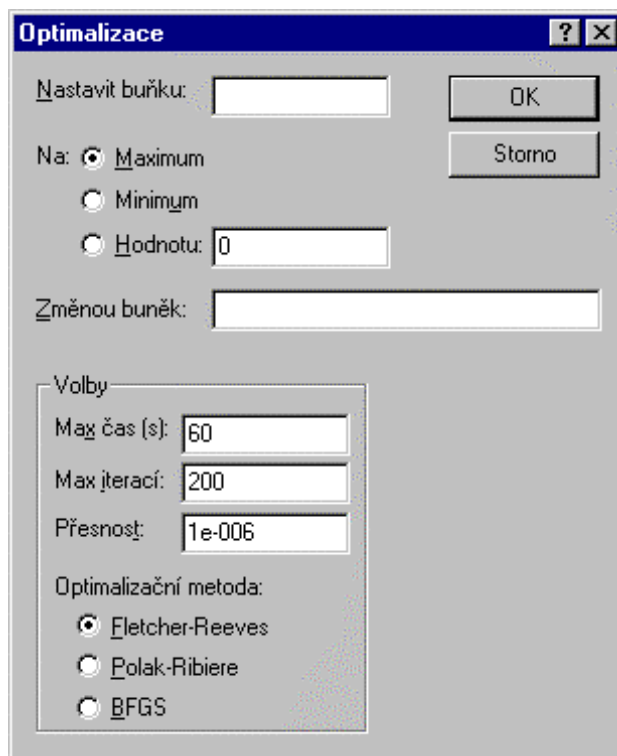 Optimalizace
Nastavit buňku:
OK
Storno
Na:
Maximum
Minimum
Hodnotu: 0
Změnou buněk:
Volby
Max čas (s): 60
Max iterací: 200
Přesnost: 1e-006
Optimalizační metoda:
Fletcher-Reeves
Polak-Ribiere
BFGS